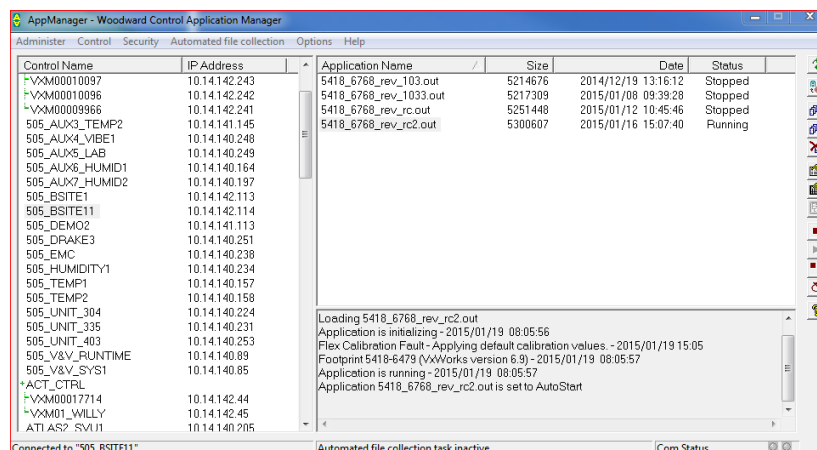 AppManager - Woodward Control Application Manager
Administer Control Security Automated file collection Options Help
Control Name IP Address
VXM00010097 10.14.142.243
VXM00010096 10.14.142.242
VXM00009966 10.14.142.241
505_AUX3_TEMP2 10.14.141.145
505_AUX4_VIBE1 10.14.140.248
505_AUX5_LAB 10.14.140.249
505_AUX6_HUMID1 10.14.140.164
505_AUX7_HUMID2 10.14.140.197
505_BSITE1 10.14.142.113
505_BSITE11 10.14.142.114
505_DEMO2 10.14.141.113
505_DRAKE3 10.14.140.251
505_EMC 10.14.140.238
505_HUMIDITY1 10.14.140.234
505_TEMP1 10.14.140.157
505_TEMP2 10.14.140.158
505_UNIT_304 10.14.140.224
505_UNIT_335 10.14.140.231
505_UNIT_403 10.14.140.253
505_V&V_RUNTIME 10.14.140.89
505_V&V_SYS1 10.14.140.85
+ACT_CTRL
VXM00017714 10.14.142.44
VXM01_WILLY 10.14.142.45
ATLAS2_SVU1 10.14.140.205
Application Name Size Date Status
5418_6768_rev_103.out 5214676 2014/12/19 13:16:12 Stopped
5418_6768_rev_1033.out 5217309 2015/01/08 09:39:28 Stopped
5418_6768_rev_rc.out 5251448 2015/01/12 10:45:46 Stopped
5418_6768_rev_rc2.out 5300607 2015/01/16 15:07:40 Running
Loading 5418_6768_rev_rc2.out
Application is initializing - 2015/01/19 08:05:56
Flex Calibration Fault - Applying default calibration values. - 2015/01/19 15:05
Footprint 5418-6479 (VxWorks version 6.9) - 2015/01/19 08:05:57
Application is running - 2015/01/19 08:05:57
Application 5418_6768_rev_rc2.out is set to AutoStart
Connected to "505_BSITE11" Automated file collection task inactive Com Status